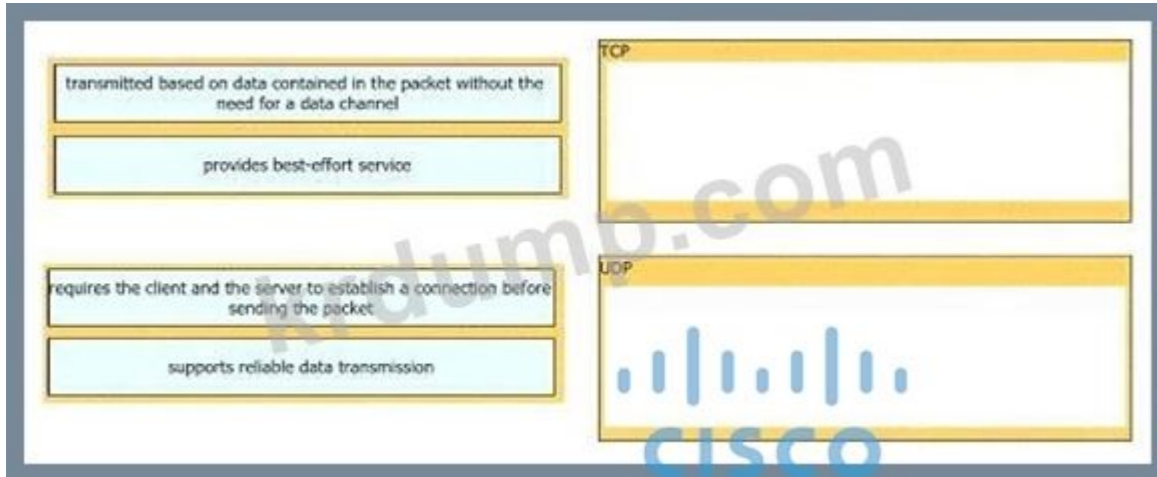 transmitted based on data contained in the packet without the
need for a data channel
provides best-effort service
requires the client and the server to establish a connection before
sending the packet
supports reliable data transmission
TCP
UDP
krdump.com
CISCO